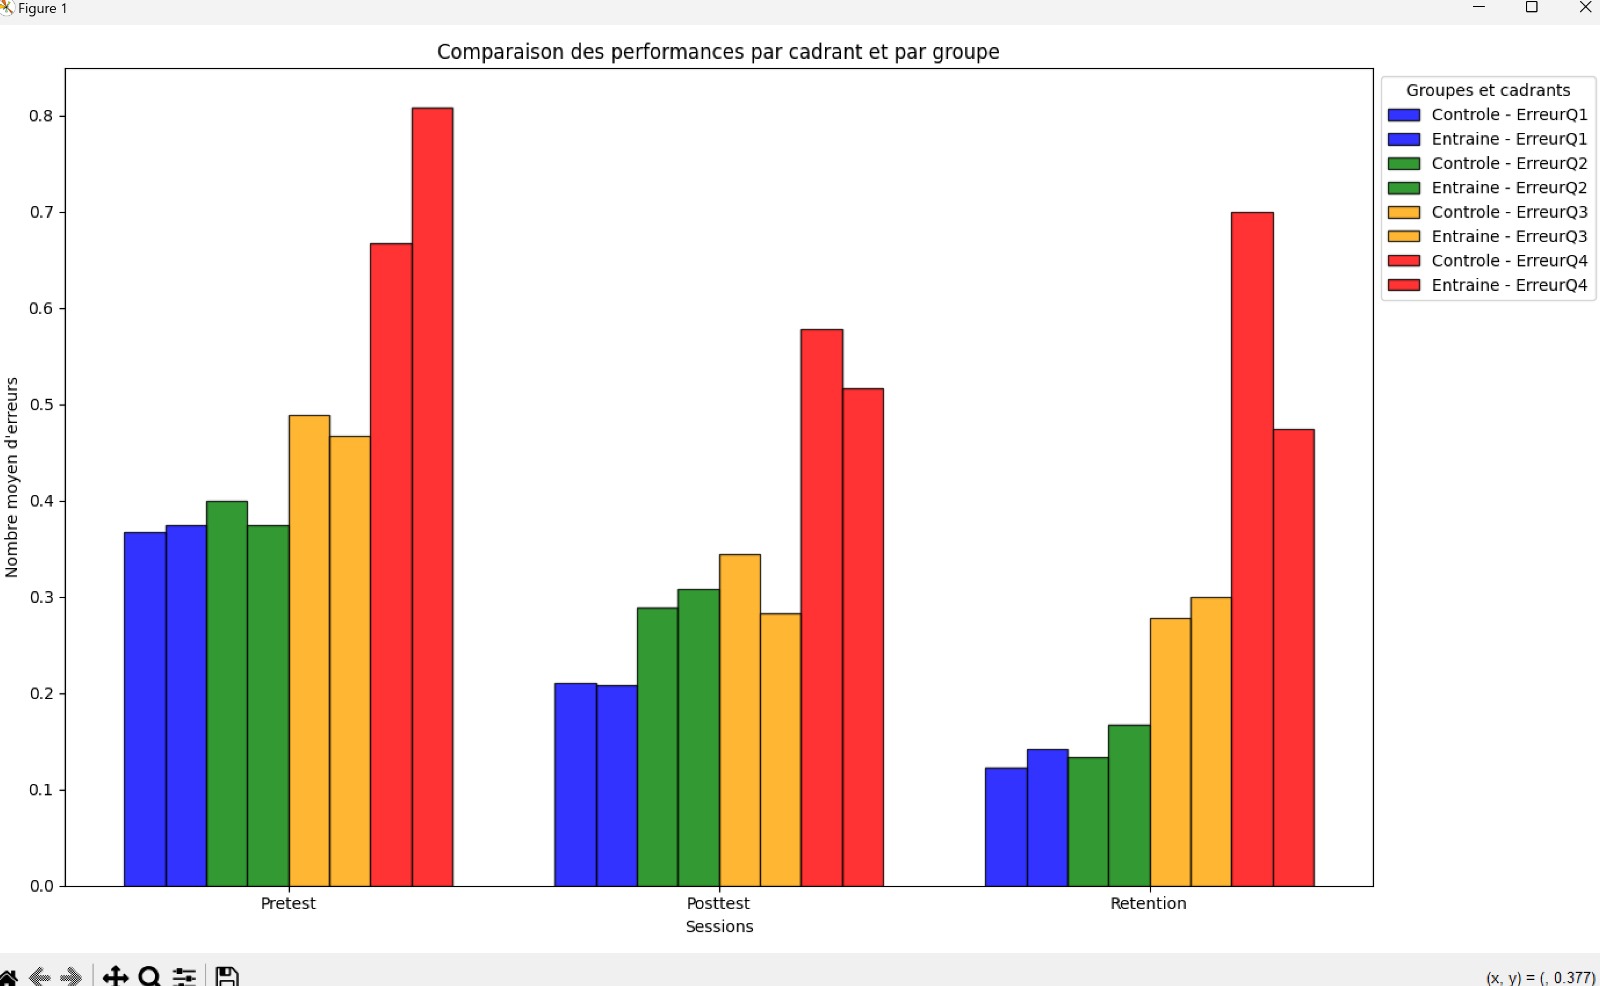 Figure 1
Comparaison des performances par cadrant et par groupe
Nombre moyen d'erreurs
0.8
0.7
0.6
0.5
0.4
0.3
0.2
0.1
0.0
Pretest
Posttest
Retention
Sessions
Groupes et cadrants
Controle - ErreurQ1
Entraine - ErreurQ1
Controle - ErreurQ2
Entraine - ErreurQ2
Controle - ErreurQ3
Entraine - ErreurQ3
Controle - ErreurQ4
Entraine - ErreurQ4
(x, y) = (, 0.377)